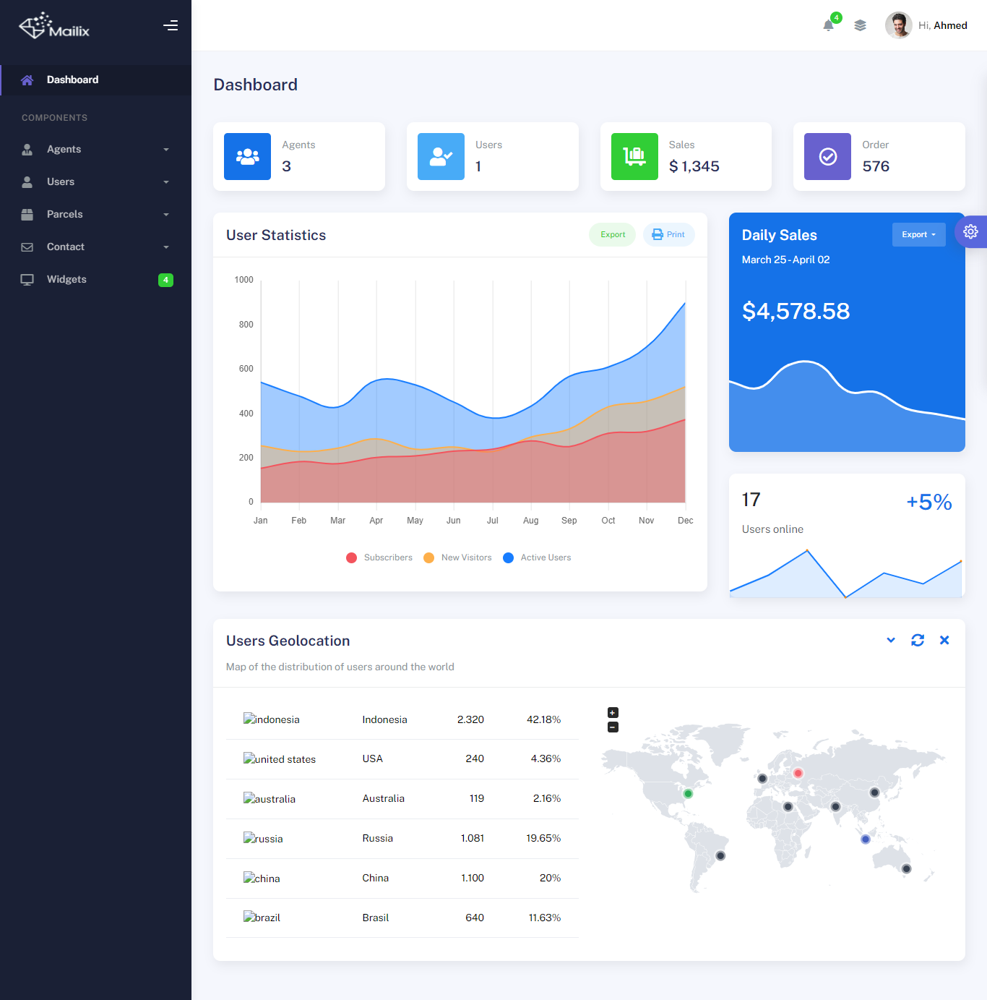 Mailix
4
Hi, Ahmed
Dashboard
COMPONENTS
Agents
Users
Parcels
Contact
Widgets
4
Dashboard
Agents
3
Users
1
Sales
$ 1,345
Order
576
User Statistics
Export
Print
1000
800
600
400
200
0
Jan Feb Mar Apr May Jun Jul Aug Sep Oct Nov Dec
Subscribers New Visitors Active Users
Daily Sales
Export
March 25 - April 02
$4,578.58
17
+5%
Users online
Users Geolocation
Map of the distribution of users around the world
indonesia Indonesia 2.320 42.18%
united states USA 240 4.36%
australia Australia 119 2.16%
russia Russia 1.081 19.65%
china China 1.100 20%
brazil Brasil 640 11.63%
+
−